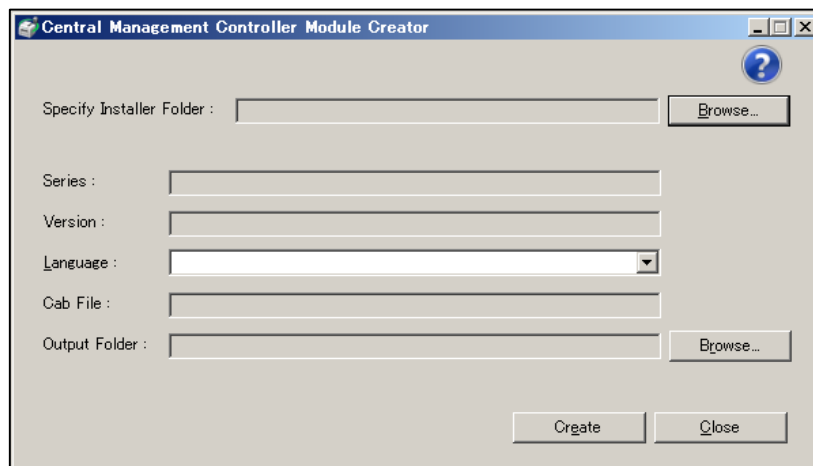 Central Management Controller Module Creator
?
Specify Installer Folder :
Browse...
Series :
Version :
Language :
Cab File :
Output Folder :
Browse...
Create
Close